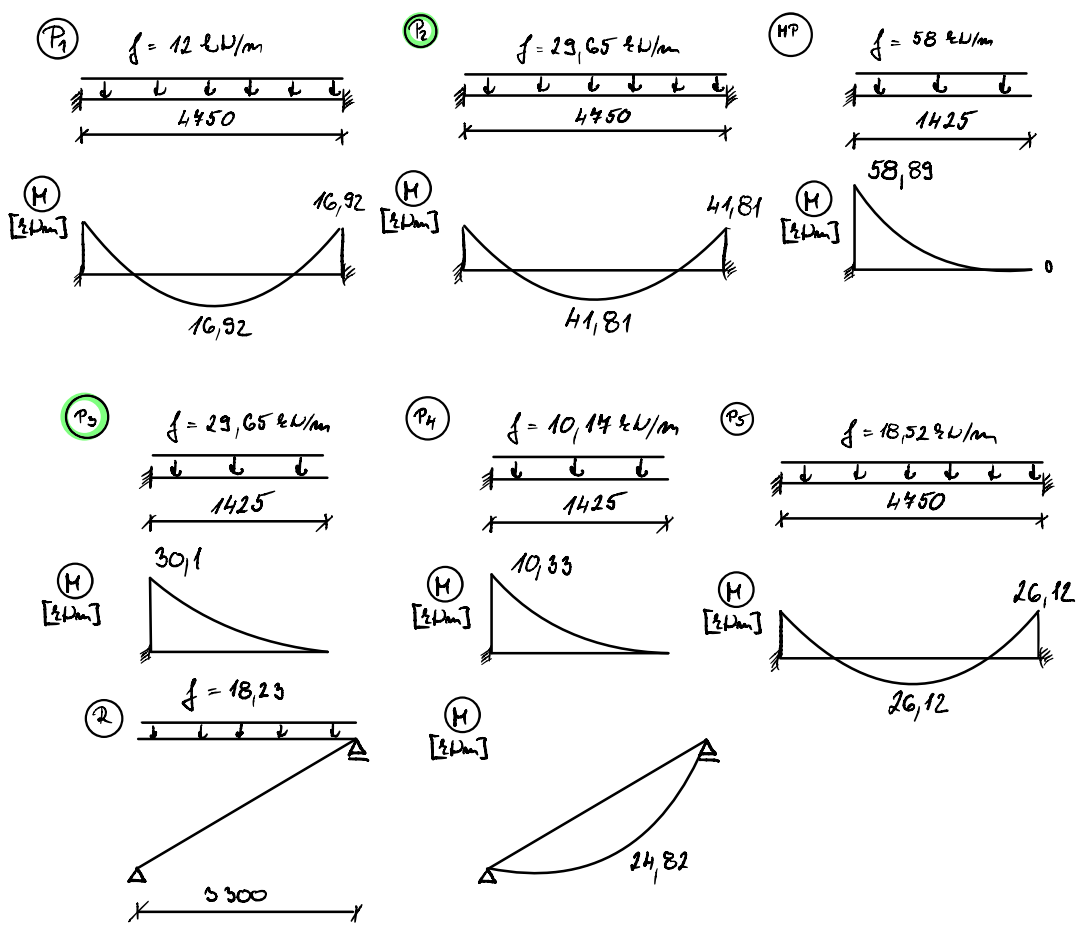 P1
f = 12 kN/m
4750
M
[kNm]
16,92
16,92
P2
f = 29,65 kN/m
4750
M
[kNm]
41,81
41,81
MP
f = 58 kN/m
1425
M
[kNm]
58,89
0
P3
f = 29,65 kN/m
1425
M
[kNm]
30,1
P4
f = 10,17 kN/m
1425
M
[kNm]
10,33
P5
f = 18,52 kN/m
4750
M
[kNm]
26,12
26,12
R
f = 18,23
3300
M
[kNm]
24,82